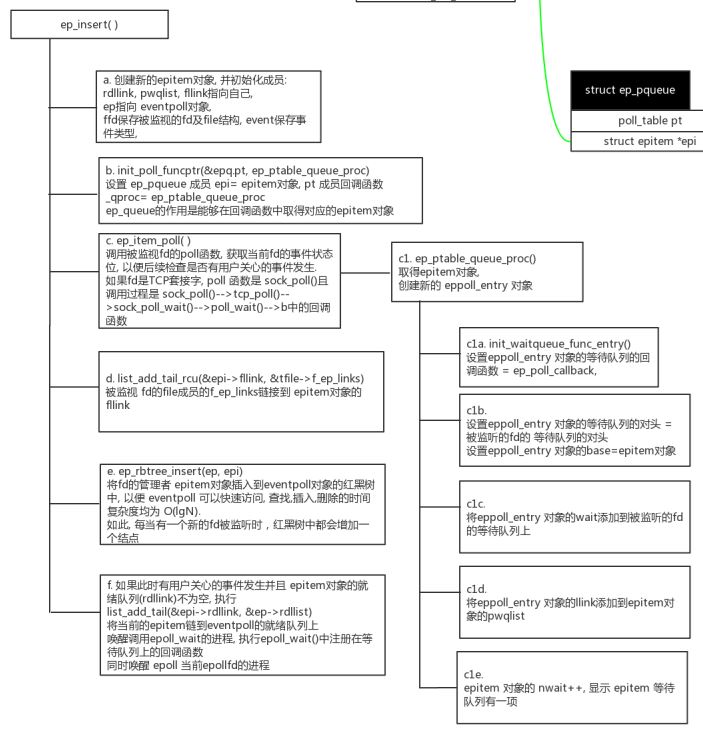 ep_insert( )
struct ep_pqueue
poll_table pt
struct epitem *epi
a. 创建新的epitem对象, 并初始化成员:
rdllink, pwqlist, fllink指向自己,
ep指向 eventpoll对象,
ffd保存被监视的fd及file结构, event保存事
件类型,
b. init_poll_funcptr(&epq.pt, ep_ptable_queue_proc)
设置 ep_pqueue 成员 epi= epitem对象, pt 成员回调函数
_qproc= ep_ptable_queue_proc
ep_queue的作用是能够在回调函数中取得对应的epitem对象
c. ep_item_poll( )
调用被监视fd的poll函数, 获取当前fd的事件状态
位, 以便后续检查是否有用户关心的事件发生.
如果fd是TCP套接字, poll 函数是 sock_poll()且
调用过程是 sock_poll()-->tcp_poll()--
>sock_poll_wait()-->poll_wait()-->b中的回调
函数
c1. ep_ptable_queue_proc()
取得epitem对象,
创建新的 eppoll_entry 对象
c1a. init_waitqueue_func_entry()
设置eppoll_entry 对象的等待队列的回
调函数 = ep_poll_callback,
d. list_add_tail_rcu(&epi->fllink, &tfile->f_ep_links)
被监视 fd的file成员的f_ep_links链接到 epitem对象的
fllink
c1b.
设置eppoll_entry 对象的等待队列的对头 =
被监听的fd的 等待队列的对头
设置eppoll_entry 对象的base=epitem对象
e. ep_rbtree_insert(ep, epi)
将fd的管理者 epitem对象插入到eventpoll对象的红黑树
中, 以便 eventpoll 可以快速访问, 查找,插入,删除的时间
复杂度均为 O(lgN).
如此, 每当有一个新的fd被监听时，红黑树中都会增加一
个结点
c1c.
将eppoll_entry 对象的wait添加到被监听的fd
的等待队列上
c1d.
将eppoll_entry 对象的llink添加到epitem对
象的pwqlist
f. 如果此时有用户关心的事件发生并且 epitem对象的就
绪队列(rdllink)不为空, 执行
list_add_tail(&epi->rdllink, &ep->rdllist)
将当前的epitem链到eventpoll的就绪队列上
唤醒调用epoll_wait的进程, 执行epoll_wait()中注册在等
待队列上的回调函数
同时唤醒 epoll 当前epollfd的进程
c1e.
epitem 对象的 nwait++, 显示 epitem 等待
队列有一项